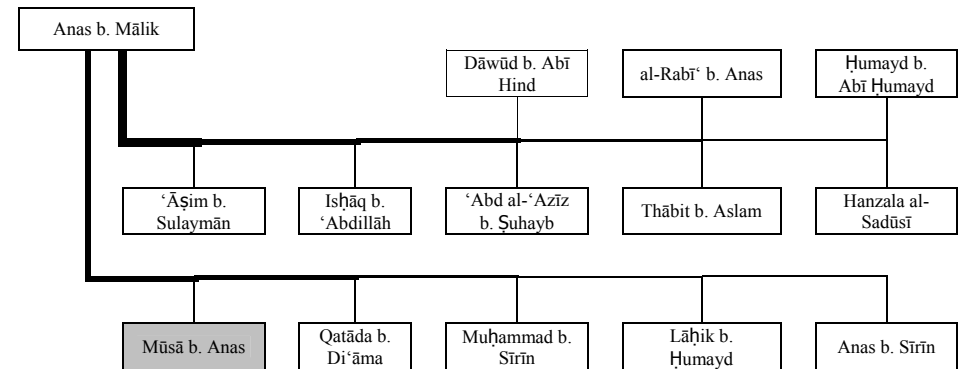 Anas b. Mālik
Dāwūd b. Abī
Hind
al-Rabī‘ b. Anas
Ḥumayd b.
Abī Ḥumayd
‘Āṣim b.
Sulaymān
Isḥāq b.
‘Abdillāh
‘Abd al-‘Azīz
b. Ṣuhayb
Thābit b. Aslam
Hanzala al-
Sadūsī
Mūsā b. Anas
Qatāda b.
Di‘āma
Muḥammad b.
Sīrīn
Lāḥik b.
Ḥumayd
Anas b. Sīrīn